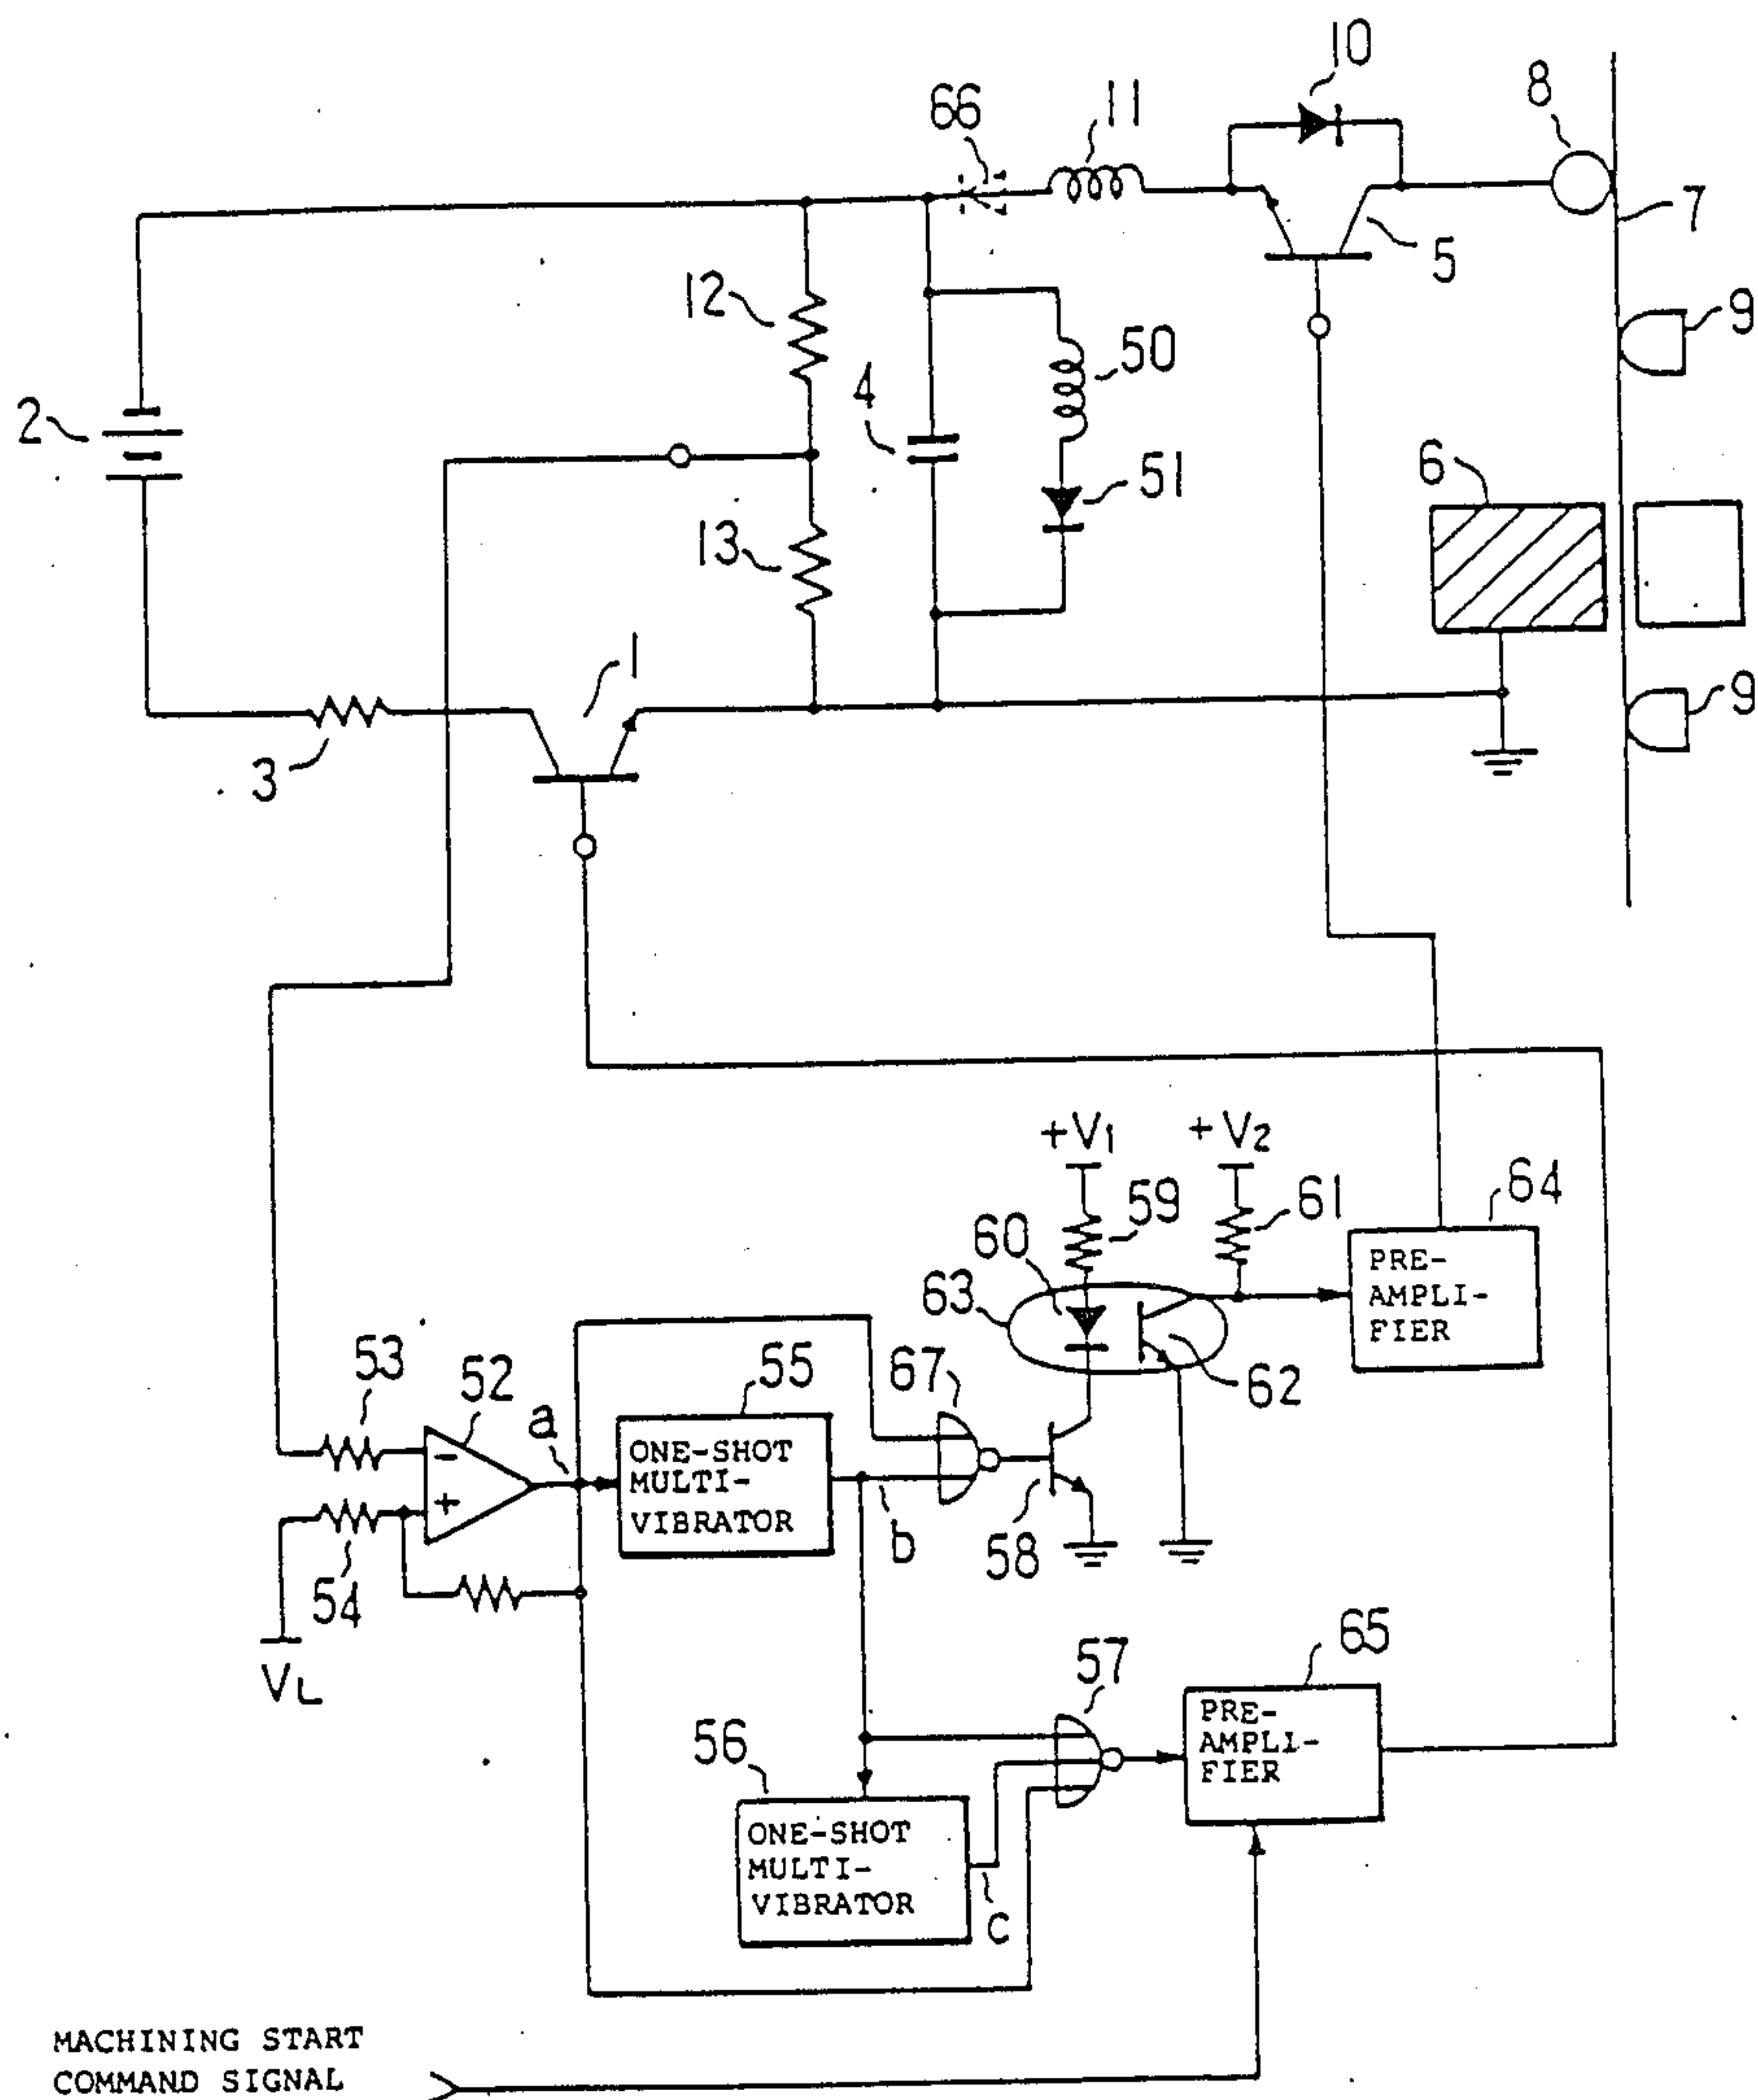 10
8
66
11
7
5
12
9
50
4
2
6
51
13
1
9
3
+V1
+V2
59
61
64
60
PRE-
AMPLI-
FIER
63
53
52
55
67
62
a
ONE-SHOT
MULTI-
VIBRATOR
-
+
b
58
54
VL
57
65
56
PRE-
AMPLI-
FIER
ONE-SHOT
MULTI-
VIBRATOR
c
MACHINING START
COMMAND SIGNAL